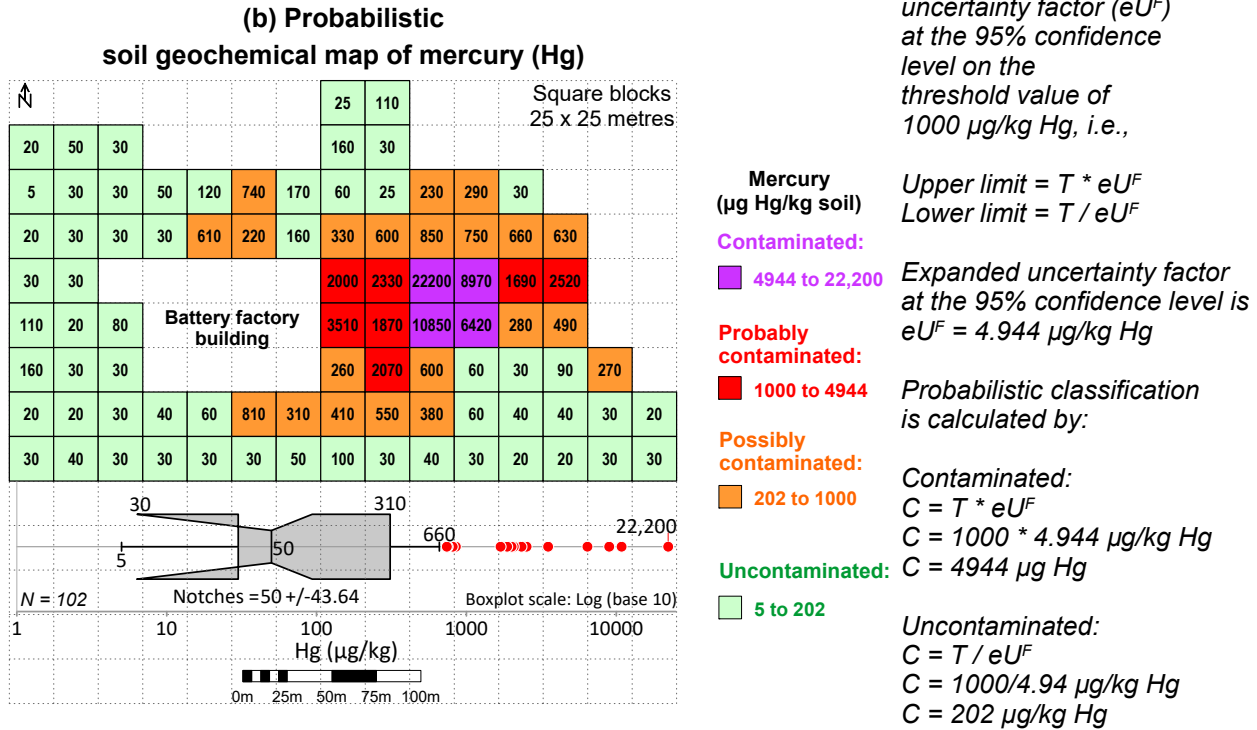 (b) Probabilistic
soil geochemical map of mercury (Hg)
N
Square blocks
25 x 25 metres
25 110
20 50 30 160 30
5 30 30 50 120 740 170 60 25 230 290 30
20 30 30 30 610 220 160 330 600 850 750 660 630
30 30 2000 2330 22200 8970 1690 2520
110 20 80 3510 1870 10850 6420 280 490
Battery factory
building
160 30 30 260 2070 600 60 30 90 270
20 20 30 40 60 810 310 410 550 380 60 40 40 30 20
30 40 30 30 30 30 50 100 30 40 30 20 20 30 30
30 310
660 22,200
5 50
N = 102 Notches =50 +/-43.64 Boxplot scale: Log (base 10)
1 10 100 1000 10000
Hg (µg/kg)
0m 25m 50m 75m 100m
Mercury
(µg Hg/kg soil)
Contaminated:
4944 to 22,200
Probably
contaminated:
1000 to 4944
Possibly
contaminated:
202 to 1000
Uncontaminated:
5 to 202
uncertainty factor (eUF)
at the 95% confidence
level on the
threshold value of
1000 µg/kg Hg, i.e.,
Upper limit = T * eUF
Lower limit = T / eUF
Expanded uncertainty factor
at the 95% confidence level is
eUF = 4.944 µg/kg Hg
Probabilistic classification
is calculated by:
Contaminated:
C = T * eUF
C = 1000 * 4.944 µg/kg Hg
C = 4944 µg Hg
Uncontaminated:
C = T / eUF
C = 1000/4.94 µg/kg Hg
C = 202 µg/kg Hg